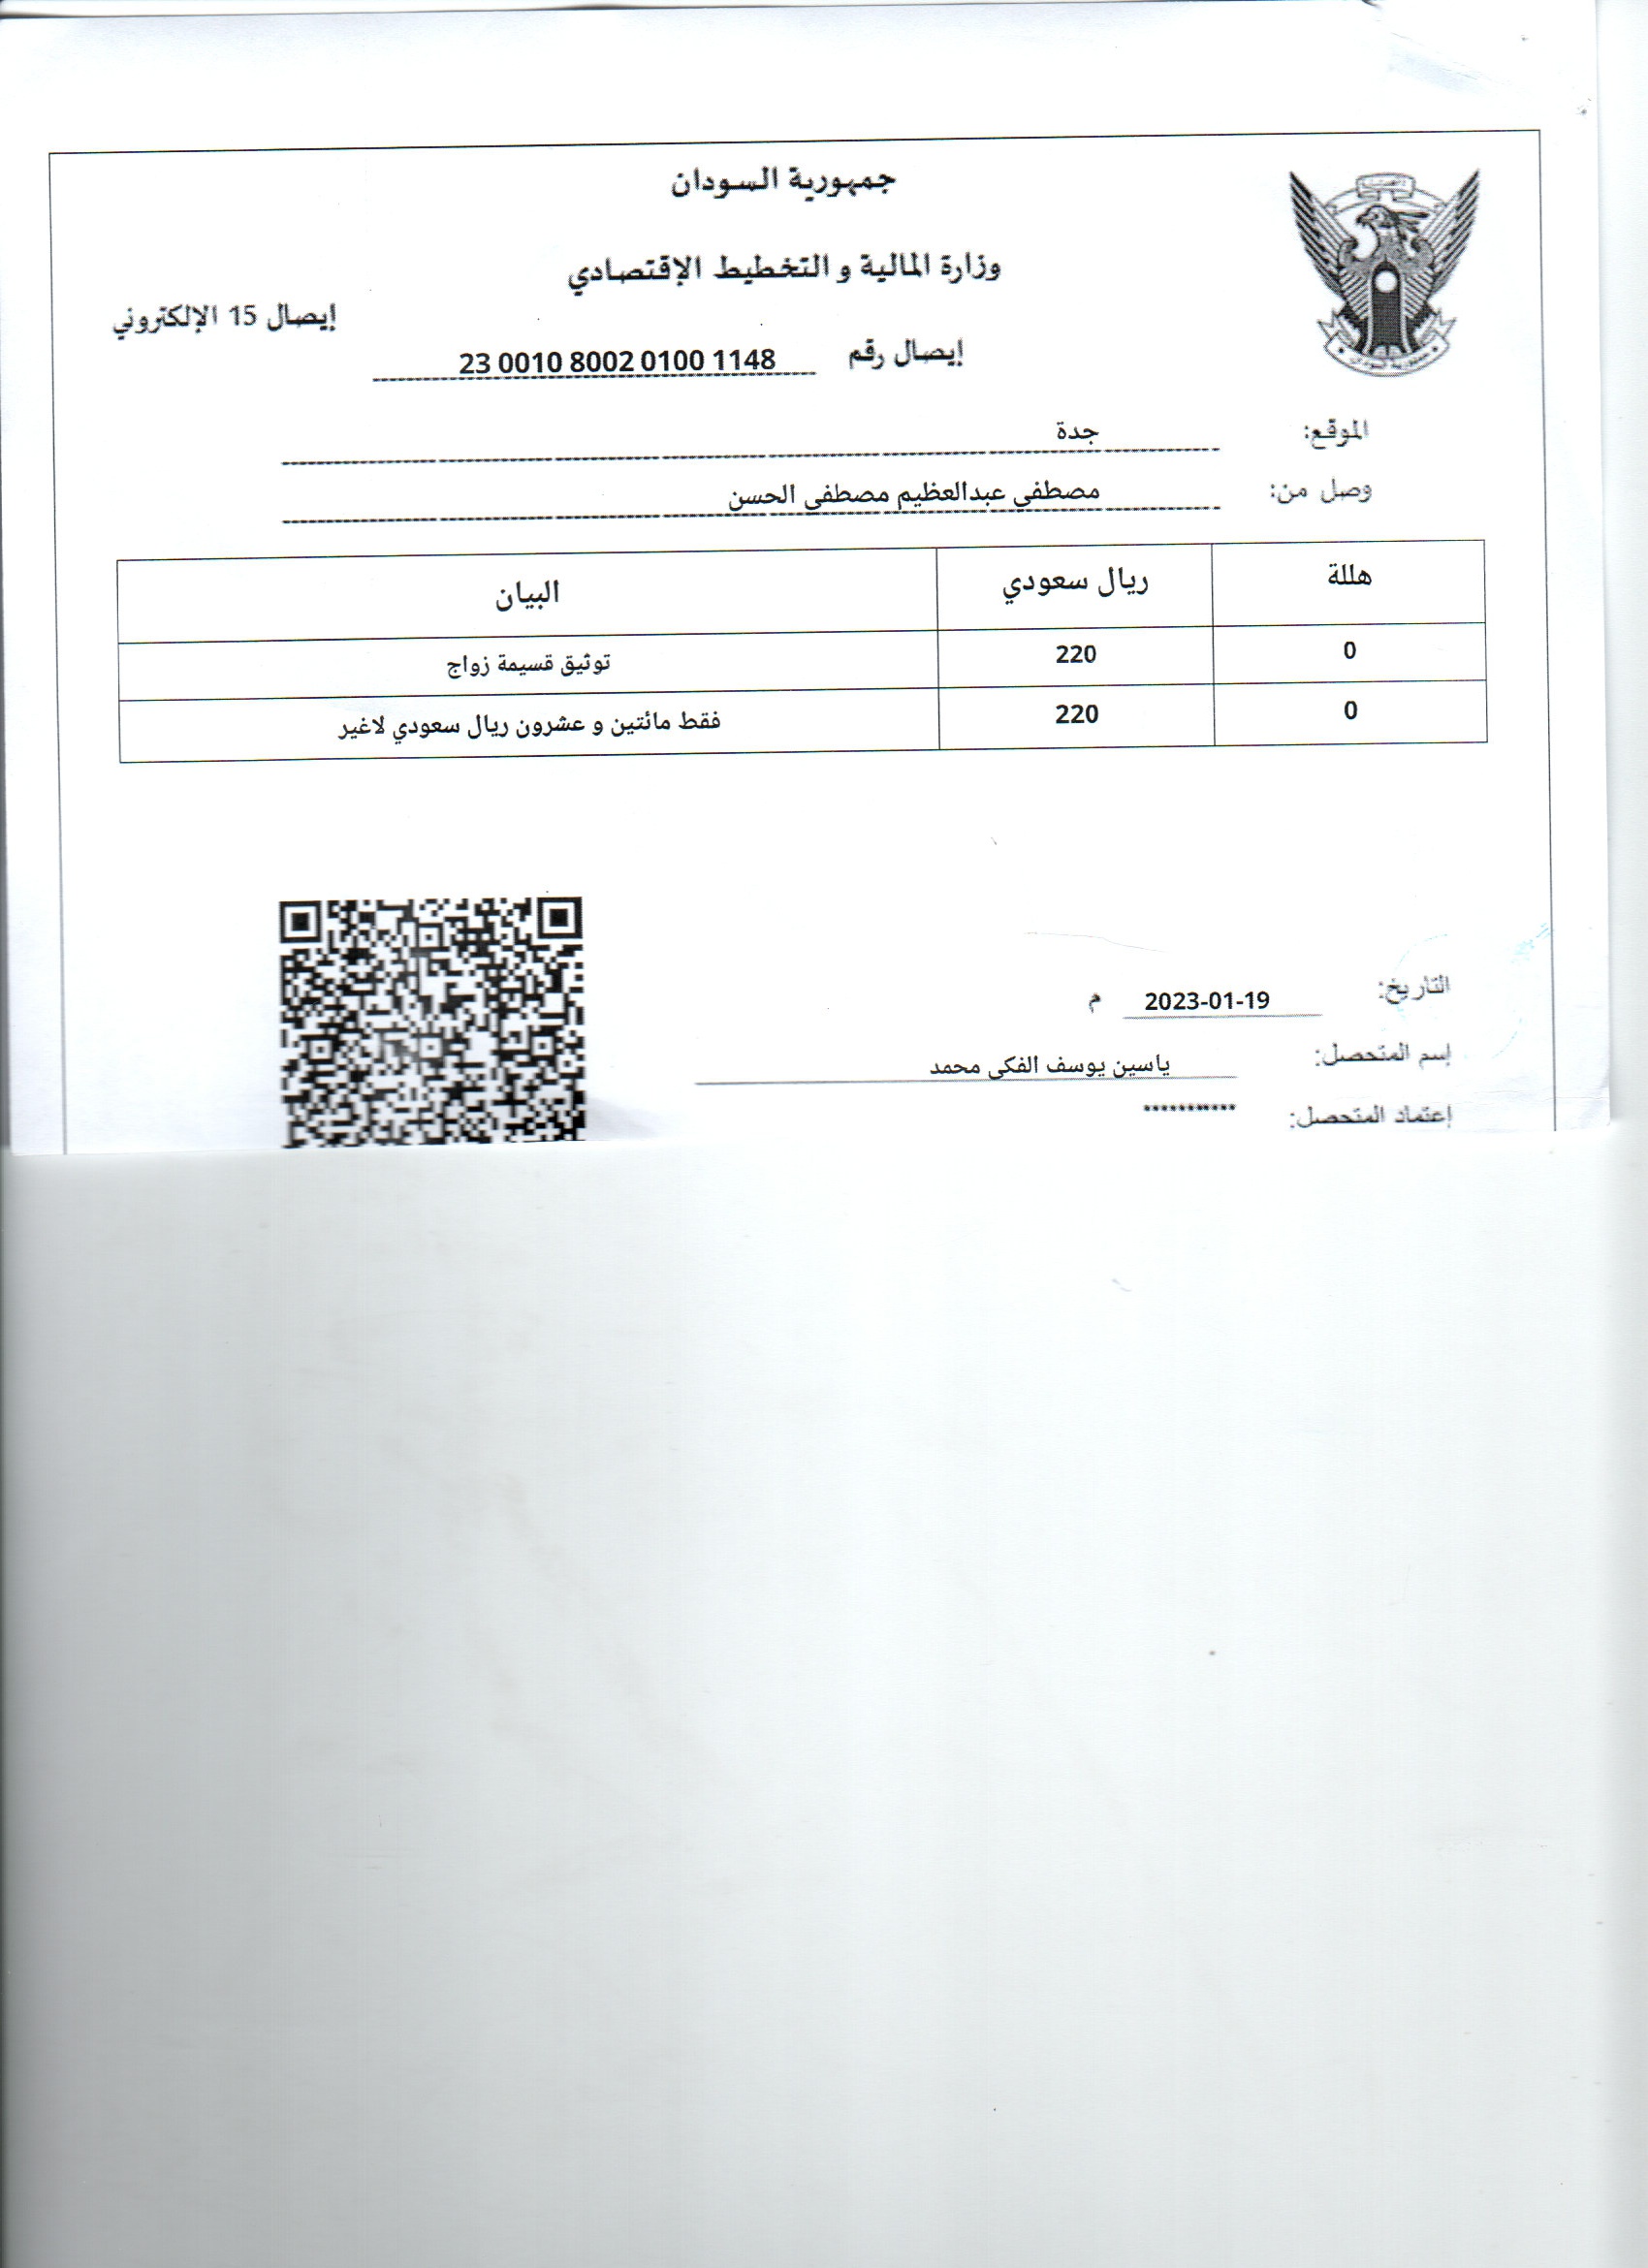 جمهورية السودان
وزارة المالية و التخطيط الإقتصادي
إيصال 15 الإلكتروني
إيصال رقم 23 0010 8002 0100 1148
الموقع: جدة
وصل من: مصطفى عبدالعظيم مصطفى الحسن
هللة ريال سعودي البيان
0 220 توثيق قسيمة زواج
0 220 فقط مائتين و عشرون ريال سعودي لاغير
التاريخ: 2023-01-19 م
إسم المتحصل: ياسين يوسف الفكى محمد
إعتماد المتحصل: ***********